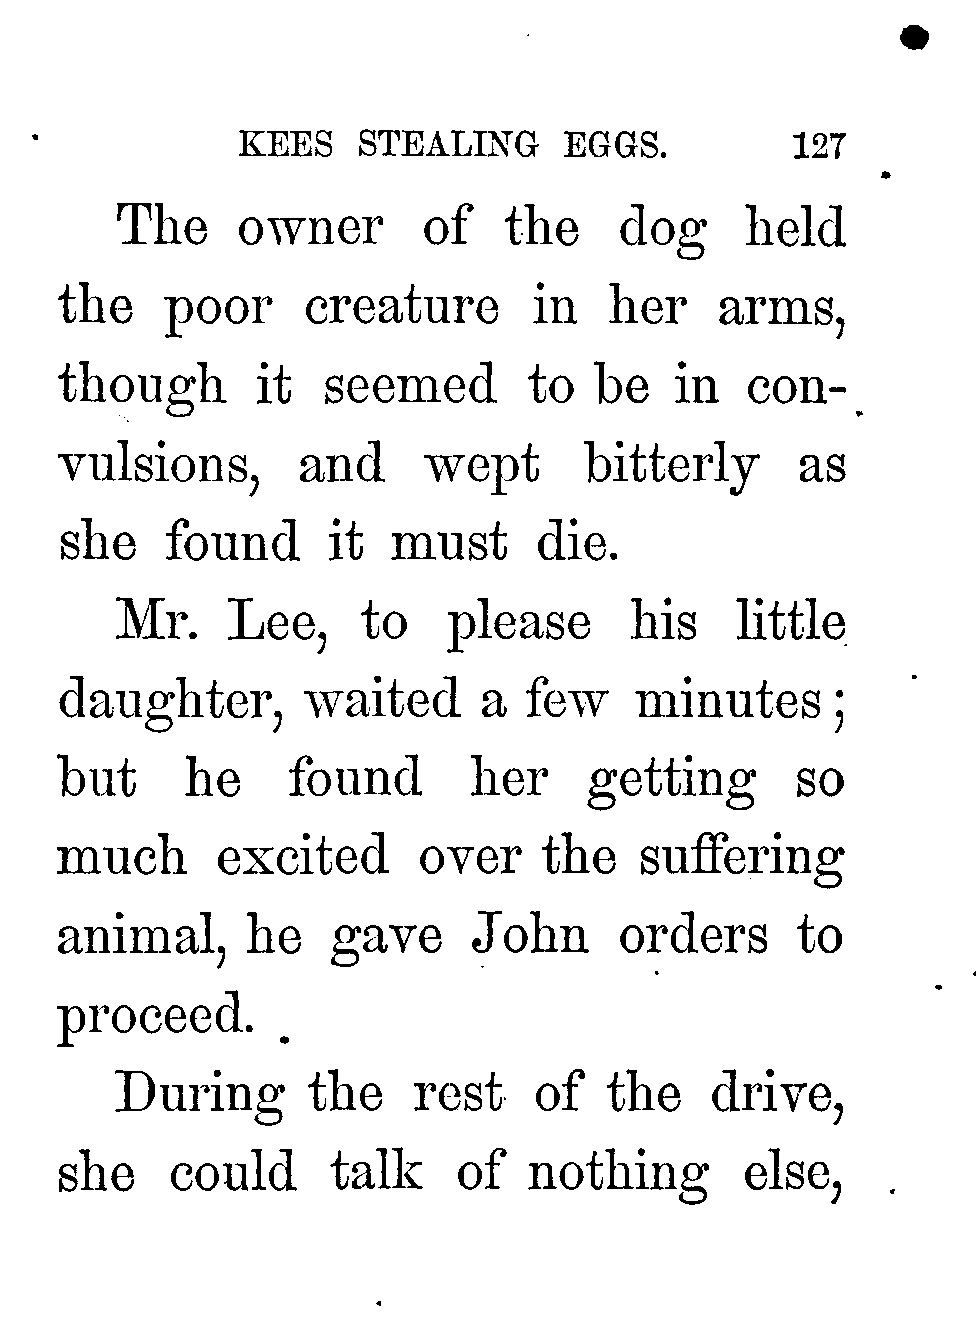 KEES STEALING EGGS. 127
The owner of the dog held
the poor creature in her arms,
though it seemed to be in con-
vulsions, and wept bitterly as
she found it must die.
Mr. Lee, to please his little
daughter, waited a few minutes;
but he found her getting so
much excited over the suffering
animal, he gave John orders to
proceed.
During the rest of the drive,
she could talk of nothing else,